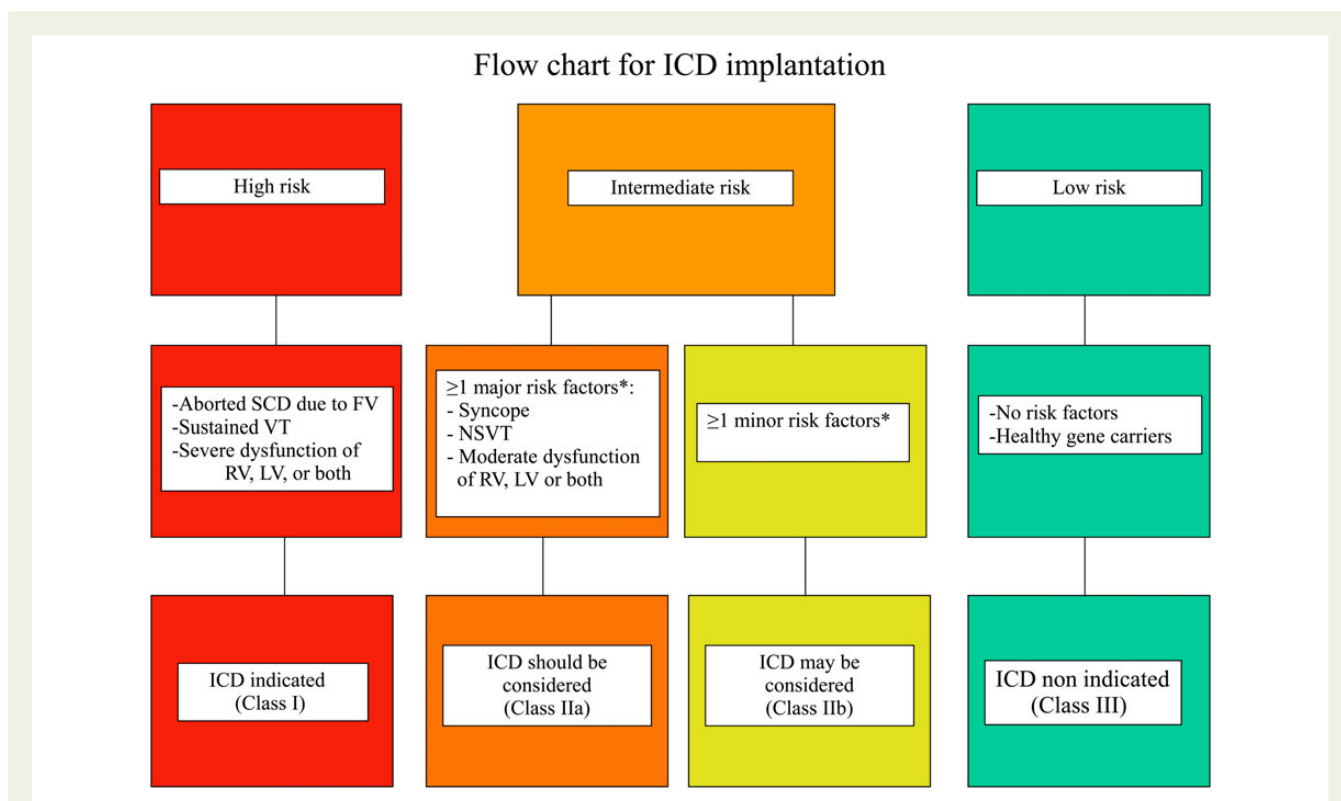 Flow chart for ICD implantation
High risk
Intermediate risk
Low risk
-Aborted SCD due to FV
-Sustained VT
-Severe dysfunction of
RV, LV, or both
≥1 major risk factors*:
- Syncope
- NSVT
- Moderate dysfunction
of RV, LV or both
≥1 minor risk factors*
-No risk factors
-Healthy gene carriers
ICD indicated
(Class I)
ICD should be
considered
(Class IIa)
ICD may be
considered
(Class IIb)
ICD non indicated
(Class III)